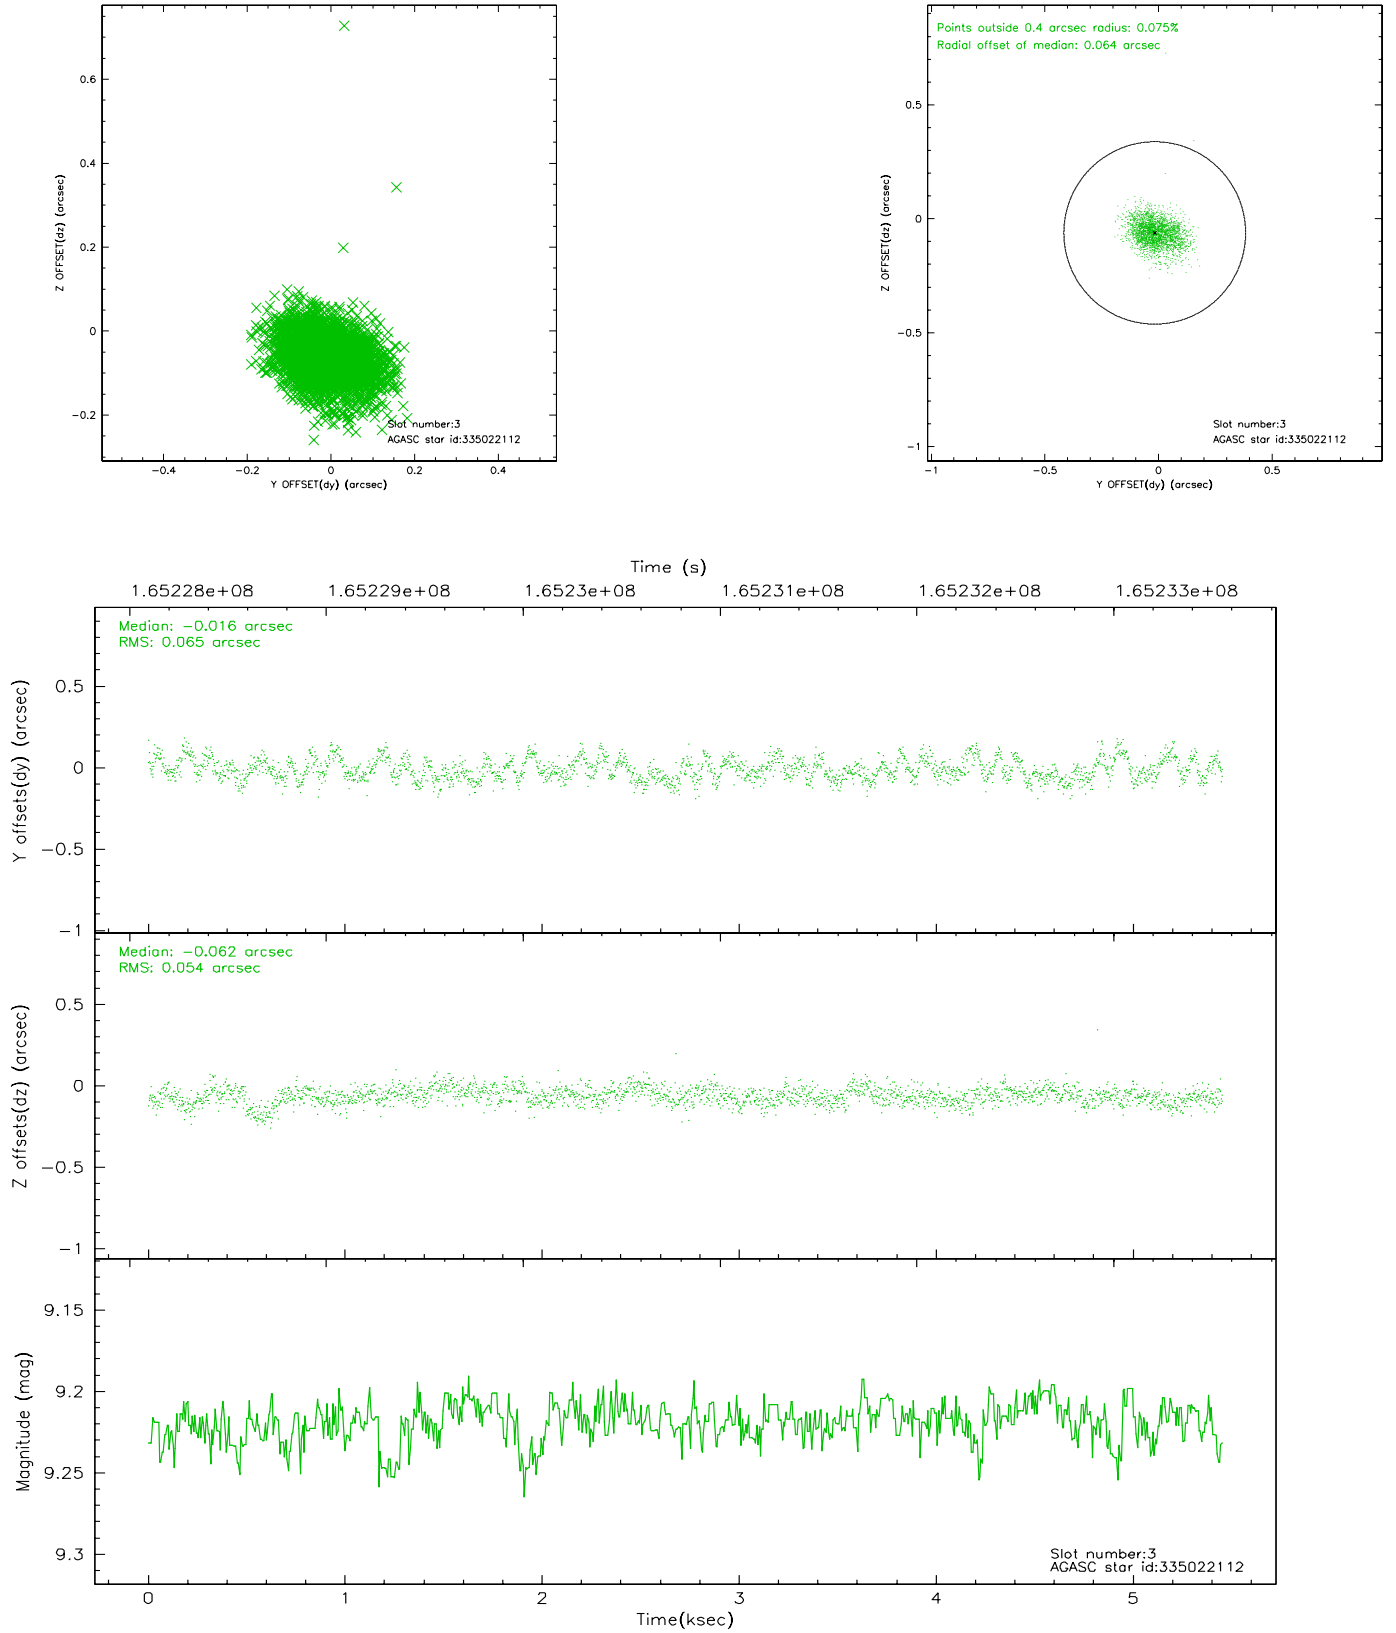 0.6
0.4
0.2
0
−0.2
Z OFFSET(dz) (arcsec)
Slot number:3
AGASC star id:335022112
−0.4 −0.2 0 0.2 0.4
Y OFFSET(dy) (arcsec)
Points outside 0.4 arcsec radius: 0.075%
Radial offset of median: 0.064 arcsec
0.5
0
−0.5
−1
Z OFFSET(dz) (arcsec)
Slot number:3
AGASC star id:335022112
−1 −0.5 0 0.5
Y OFFSET(dy) (arcsec)
Time (s)
1.65228e+08 1.65229e+08 1.6523e+08 1.65231e+08 1.65232e+08 1.65233e+08
Median: −0.016 arcsec
RMS: 0.065 arcsec
0.5
0
−0.5
−1
Y offsets(dy) (arcsec)
Median: −0.062 arcsec
RMS: 0.054 arcsec
0.5
0
−0.5
−1
Z offsets(dz) (arcsec)
9.15
9.2
9.25
9.3
Magnitude (mag)
Slot number:3
AGASC star id:335022112
0 1 2 3 4 5
Time(ksec)